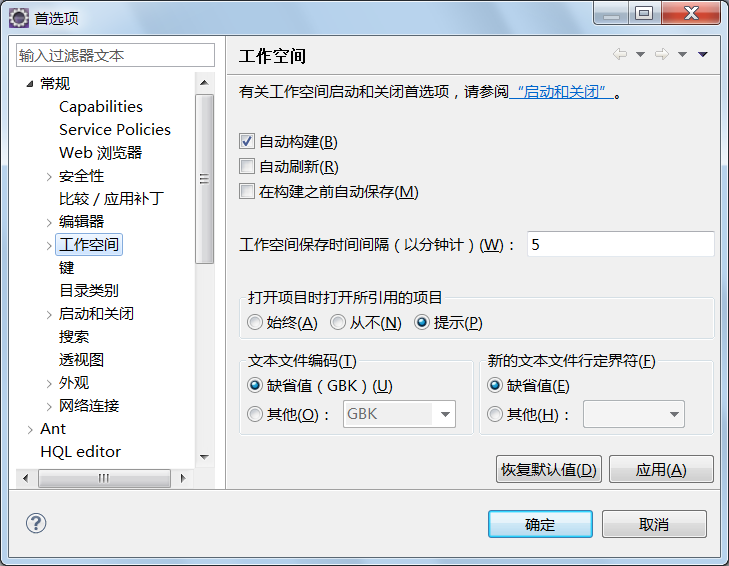 首选项
输入过滤器文本
常规
Capabilities
Service Policies
Web 浏览器
安全性
比较 / 应用补丁
编辑器
工作空间
键
目录类别
启动和关闭
搜索
透视图
外观
网络连接
Ant
HQL editor
工作空间
有关工作空间启动和关闭首选项，请参阅“启动和关闭”。
自动构建(B)
自动刷新(R)
在构建之前自动保存(M)
工作空间保存时间间隔（以分钟计）(W)： 5
打开项目时打开所引用的项目
始终(A) 从不(N) 提示(P)
文本文件编码(T)
缺省值（GBK）(U)
其他(O)： GBK
新的文本文件行定界符(F)
缺省值(E)
其他(H)：
恢复默认值(D) 应用(A)
确定 取消